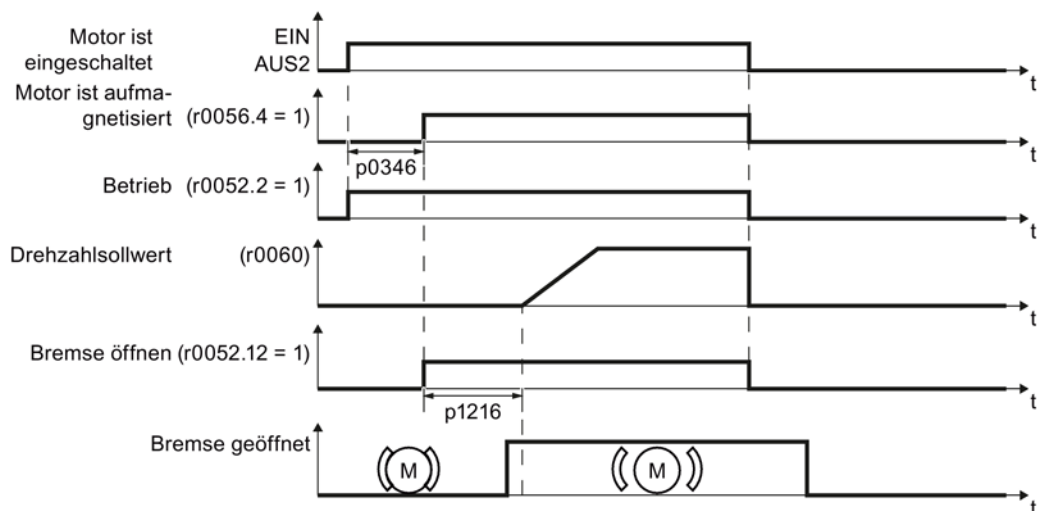 Motor ist eingeschaltet
EIN
AUS2
t
Motor ist aufma-
gnetisiert (r0056.4 = 1)
t
p0346
Betrieb (r0052.2 = 1)
t
Drehzahlsollwert (r0060)
t
Bremse öffnen (r0052.12 = 1)
t
p1216
Bremse geöffnet
M
M
t